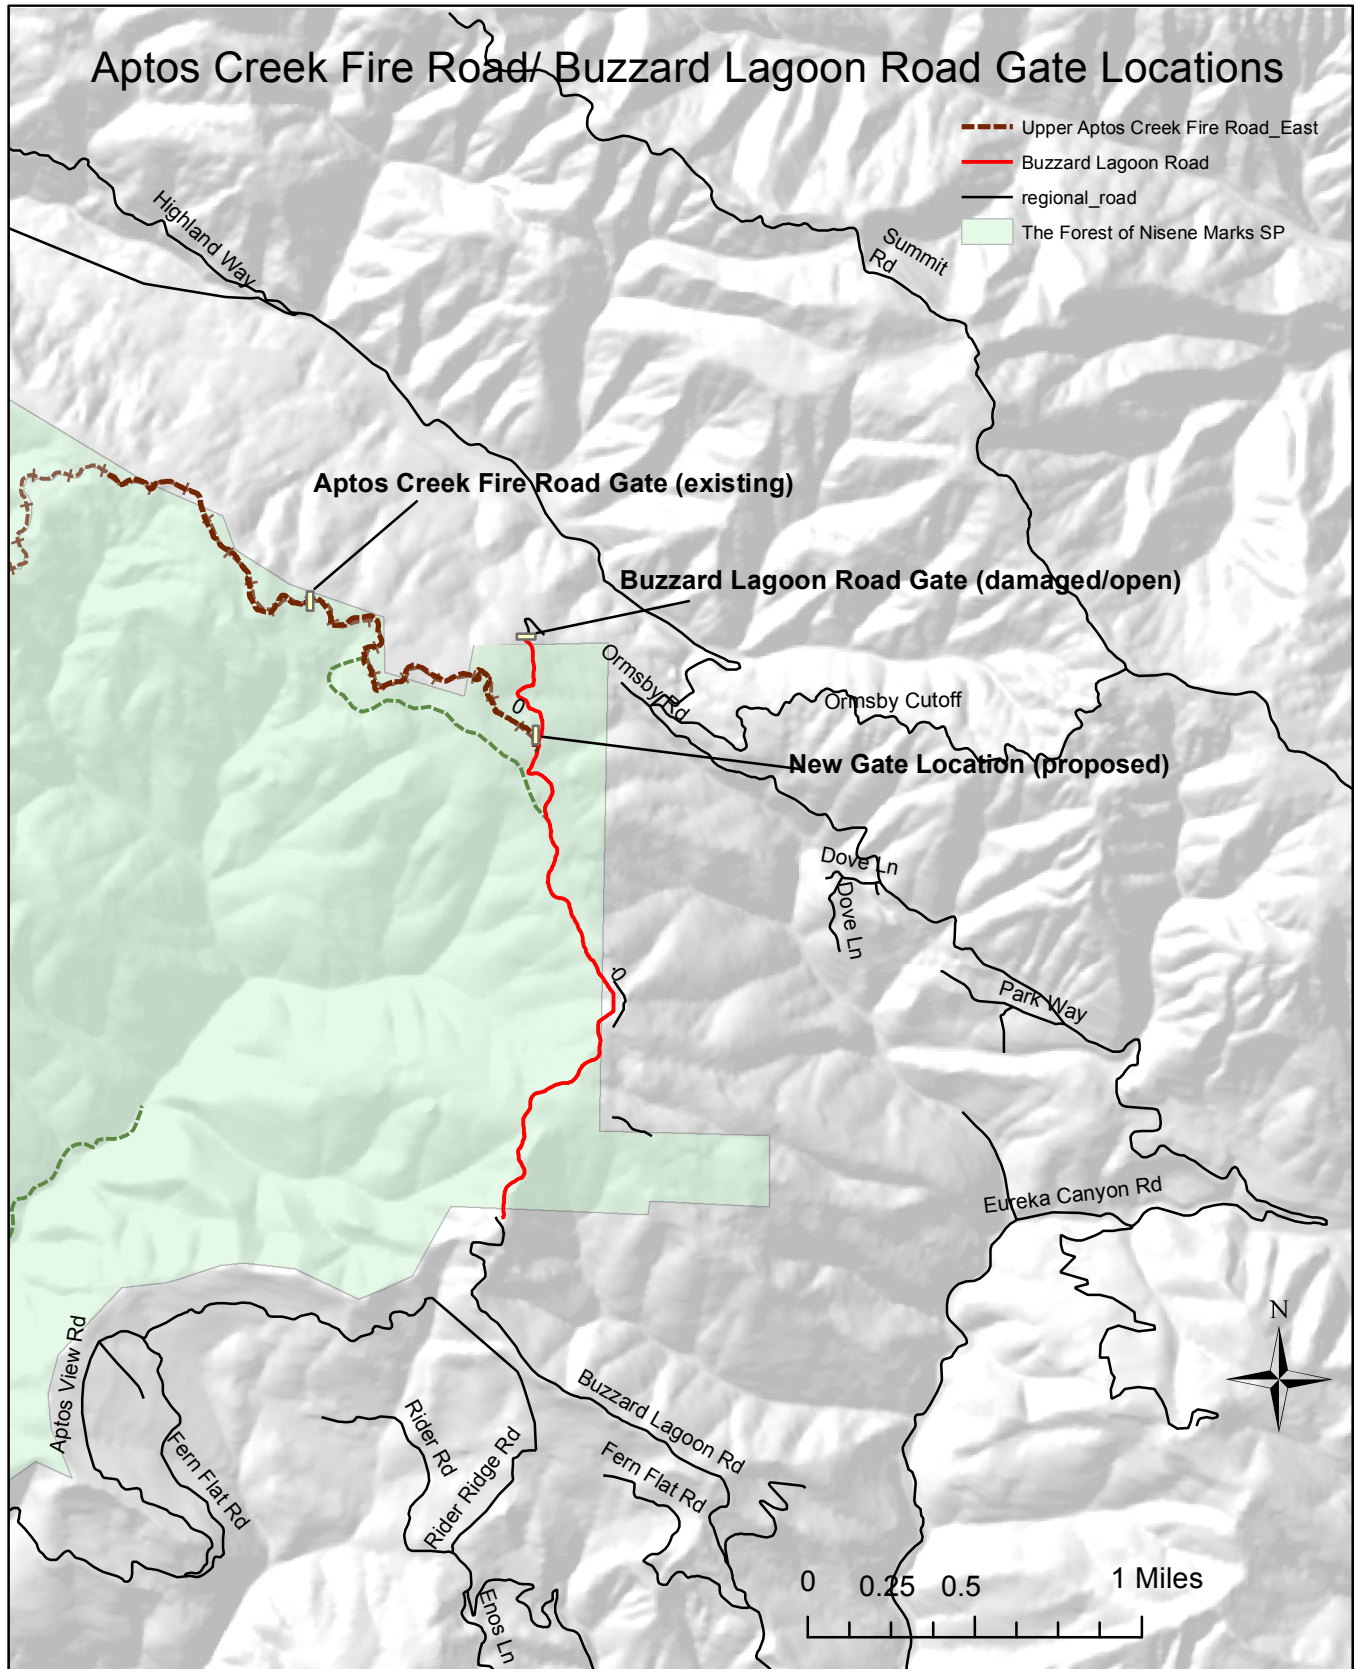 Aptos Creek Fire Road/ Buzzard Lagoon Road Gate Locations
Upper Aptos Creek Fire Road_East
Buzzard Lagoon Road
regional_road
The Forest of Nisene Marks SP
Highland Way
Summit
Rd
Aptos Creek Fire Road Gate (existing)
Buzzard Lagoon Road Gate (damaged/open)
Ormsby Rd
Ormsby Cutoff
0
New Gate Location (proposed)
Dove Ln
Dove Ln
0
Park Way
Eureka Canyon Rd
N
Aptos View Rd
Fern Flat Rd
Rider Rd
Rider Ridge Rd
Buzzard Lagoon Rd
Fern Flat Rd
Enos Ln
0 0.25 0.5 1 Miles